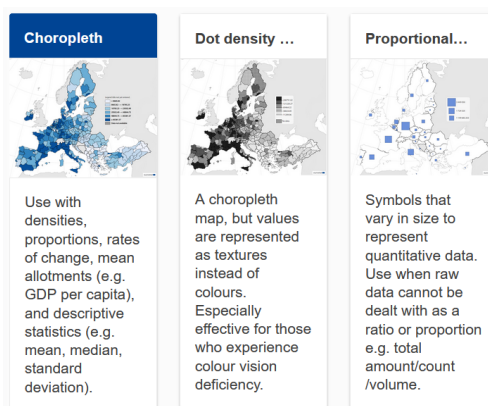 Choropleth
Use with
densities,
proportions, rates
of change, mean
allotments (e.g.
GDP per capita),
and descriptive
statistics (e.g.
mean, median,
standard
deviation).
Dot density ...
A choropleth
map, but values
are represented
as textures
instead of
colours.
Especially
effective for those
who experience
colour vision
deficiency.
Proportional...
Symbols that
vary in size to
represent
quantitative data.
Use when raw
data cannot be
dealt with as a
ratio or proportion
e.g. total
amount/count
/volume.